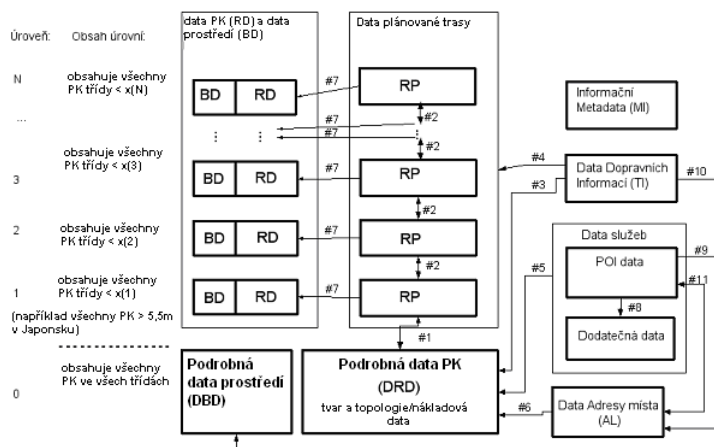 data PK (RD) a data
prostředí (BD)
Data plánované trasy
Úroveň:
Obsah úrovní:
N
obsahuje všechny
PK třídy < x(N)
...
BD
RD
#7
RP
#2
#7
#7
#2
obsahuje všechny
PK třídy < x(3)
3
BD
RD
#7
RP
#2
2
obsahuje všechny
PK třídy < x(2)
BD
RD
#7
RP
#2
1
obsahuje všechny
PK třídy < x(1)
(například všechny PK > 5,5m
v Japonsku)
BD
RD
#7
RP
#1
0
obsahuje všechny
PK ve všech třídách
Podrobná
data prostředí
(DBD)
Podrobná data PK
(DRD)
tvar a topologie/nákladová
data
Informační
Metadata (MI)
#4
#3
Data Dopravních
Informací (TI)
#10
Data služeb
#5
POI data
#9
#11
#8
Dodatečná data
#6
Data Adresy místa
(AL)